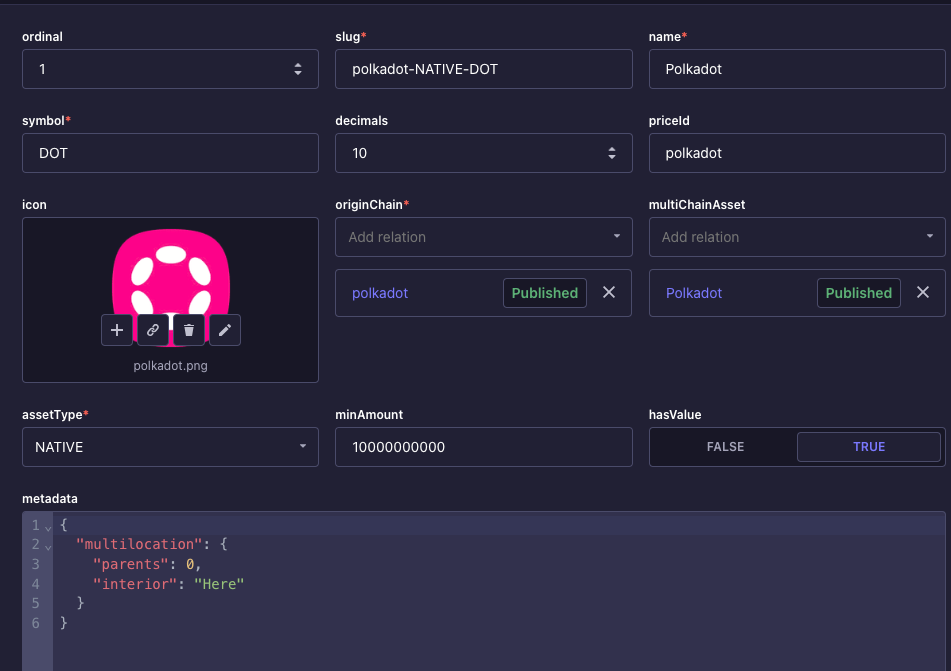 ordinal slug* name*
1 polkadot-NATIVE-DOT Polkadot
symbol* decimals priceId
DOT 10 polkadot
icon originChain* multiChainAsset
Add relation Add relation
polkadot Published Polkadot Published
polkadot.png
assetType* minAmount hasValue
NATIVE 10000000000 FALSE TRUE
metadata
1 {
2 "multilocation": {
3 "parents": 0,
4 "interior": "Here"
5 }
6 }